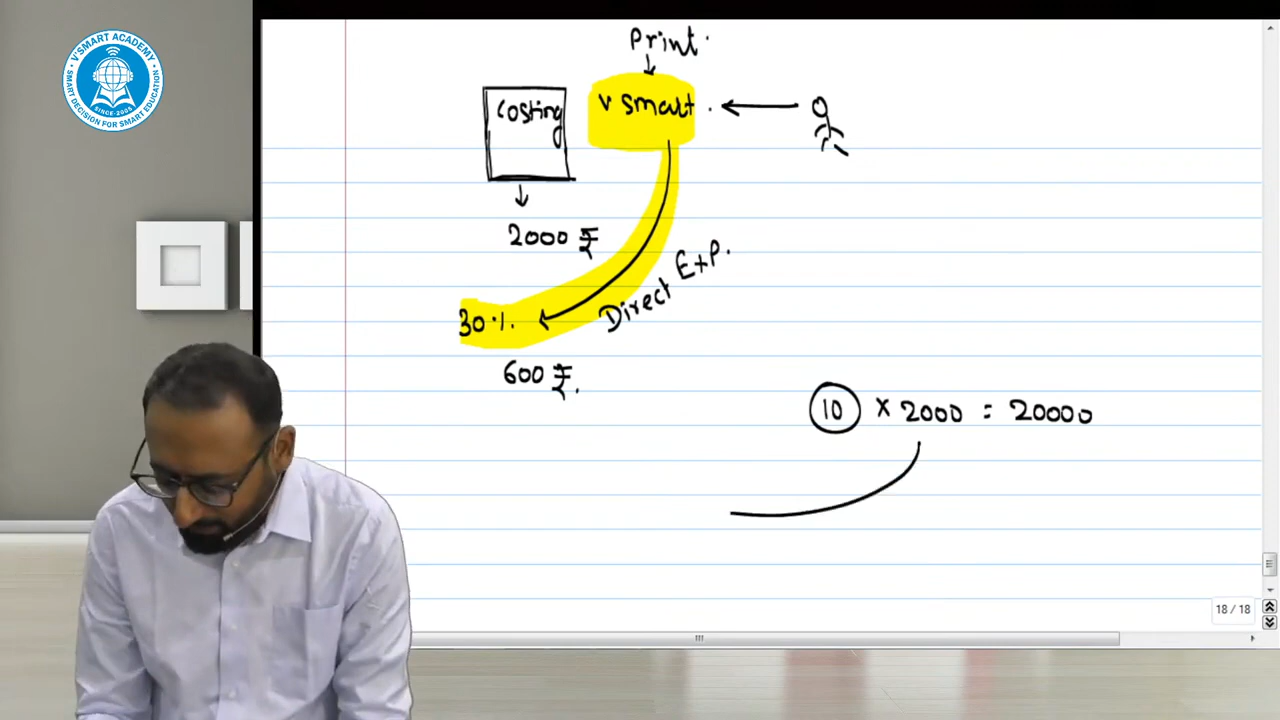 V'SMART ACADEMY
SMART DECISION FOR SMART EDUCATION
SINCE-2005
Print.
costing
v smart.
2000 ₹
Direct Exp.
30%.
600 ₹.
10 x 2000 = 20000
18 / 18